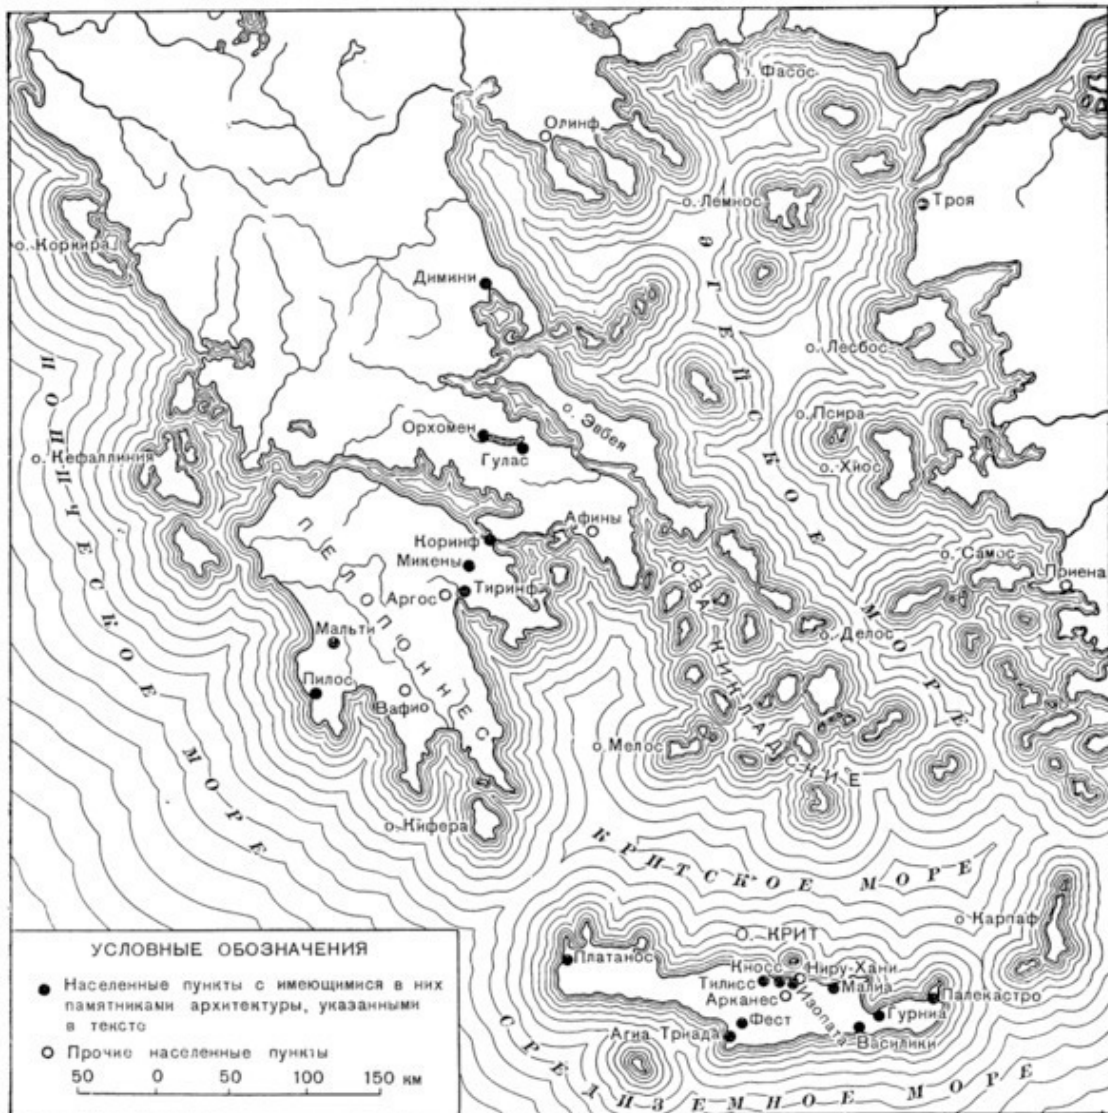 о. Фасос
Олинф
о. Лемнос
Троя
о. Коркира
Димини
ЭГЕЙСКОЕ МОРЕ
о. Лесбос
о. Псира
о. Эвбея
Орхомен
Гулас
о. Хиос
о. Кефаллиния
ИОНИЧЕСКОЕ МОРЕ
Афины
Коринф
о. Самос
Микены
Приена
ПЕЛОПОННЕС
Аргос
Тиринф
О-ВА КИКЛАДСКИЕ
Мальти
о. Делос
Пилос
Вафио
о. Мелос
о. Кифера
КРИТСКОЕ МОРЕ
о. Карпаф
О. КРИТ
Платанос
Кносс
Ниру-Хани
Тилисс
Малиа
Палекастро
Арканес
Изопата
Гурниа
Фест
Агиа Триада
Василики
СРЕДИЗЕМНОЕ МОРЕ
УСЛОВНЫЕ ОБОЗНАЧЕНИЯ
Населенные пункты с имеющимися в них
памятниками архитектуры, указанными
в тексте
Прочие населенные пункты
50 0 50 100 150 км